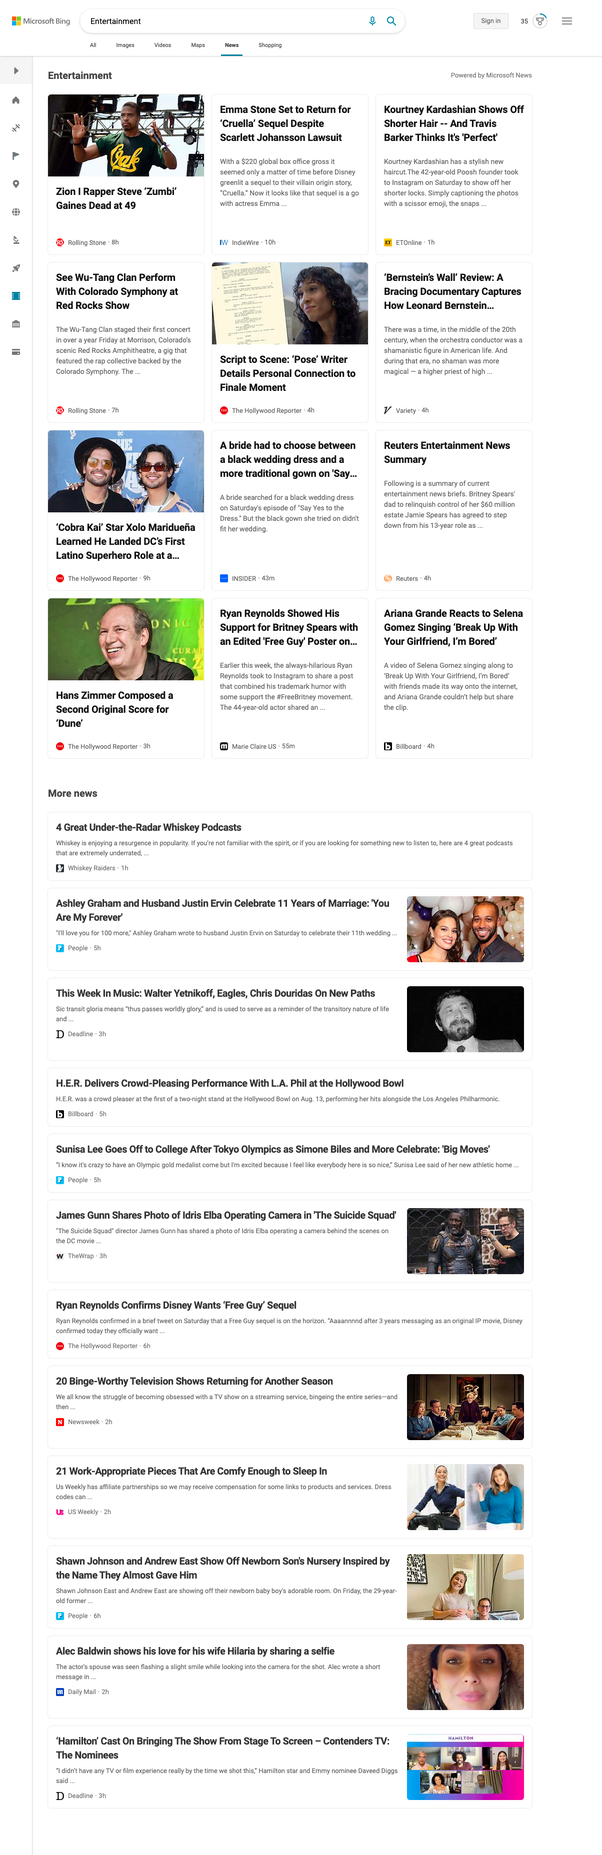 Microsoft Bing
Entertainment
Sign in
35
All
Images
Videos
Maps
News
Shopping
Entertainment
Powered by Microsoft News
Zion I Rapper Steve ‘Zumbi’
Gaines Dead at 49
Rolling Stone · 8h
Emma Stone Set to Return for
‘Cruella’ Sequel Despite
Scarlett Johansson Lawsuit
With a $220 global box office gross it
seemed only a matter of time before Disney
greenlit a sequel to their villain origin story,
"Cruella." Now it looks like that sequel is a go
with actress Emma ...
IndieWire · 10h
Kourtney Kardashian Shows Off
Shorter Hair -- And Travis
Barker Thinks It's 'Perfect'
Kourtney Kardashian has a stylish new
haircut.The 42-year-old Poosh founder took
to Instagram on Saturday to show off her
shorter locks. Simply captioning the photos
with a scissor emoji, the snaps ...
ETOnline · 1h
See Wu-Tang Clan Perform
With Colorado Symphony at
Red Rocks Show
The Wu-Tang Clan staged their first concert
in over a year Friday at Morrison, Colorado's
scenic Red Rocks Amphitheatre, a gig that
featured the rap collective backed by the
Colorado Symphony. The ...
Rolling Stone · 7h
Script to Scene: ‘Pose’ Writer
Details Personal Connection to
Finale Moment
The Hollywood Reporter · 4h
‘Bernstein’s Wall’ Review: A
Bracing Documentary Captures
How Leonard Bernstein…
There was a time, in the middle of the 20th
century, when the orchestra conductor was a
shamanistic figure in American life. And
during that era, no shaman was more
magical — a higher priest of high ...
Variety · 4h
‘Cobra Kai’ Star Xolo Maridueña
Learned He Landed DC’s First
Latino Superhero Role at a…
The Hollywood Reporter · 9h
A bride had to choose between
a black wedding dress and a
more traditional gown on 'Say…
A bride searched for a black wedding dress
on Saturday's episode of "Say Yes to the
Dress." But the black gown she tried on didn't
fit her wedding.
INSIDER · 43m
Reuters Entertainment News
Summary
Following is a summary of current
entertainment news briefs. Britney Spears'
dad to relinquish control of her $60 million
estate Jamie Spears has agreed to step
down from his 13-year role as ...
Reuters · 4h
Hans Zimmer Composed a
Second Original Score for
‘Dune’
The Hollywood Reporter · 3h
Ryan Reynolds Showed His
Support for Britney Spears with
an Edited 'Free Guy' Poster on…
Earlier this week, the always-hilarious Ryan
Reynolds took to Instagram to share a post
that combined his trademark humor with
some support the #FreeBritney movement.
The 44-year-old actor shared an ...
Marie Claire US · 55m
Ariana Grande Reacts to Selena
Gomez Singing ‘Break Up With
Your Girlfriend, I’m Bored’
A video of Selena Gomez singing along to
'Break Up With Your Girlfriend, I'm Bored'
with friends made its way onto the internet,
and Ariana Grande couldn't help but share
the clip.
Billboard · 4h
More news
4 Great Under-the-Radar Whiskey Podcasts
Whiskey is enjoying a resurgence in popularity. If you're not familiar with the spirit, or if you are looking for something new to listen to, here are 4 great podcasts
that are extremely underrated, ...
Whiskey Raiders · 1h
Ashley Graham and Husband Justin Ervin Celebrate 11 Years of Marriage: 'You
Are My Forever'
"I'll love you for 100 more," Ashley Graham wrote to husband Justin Ervin on Saturday to celebrate their 11th wedding ...
People · 5h
This Week In Music: Walter Yetnikoff, Eagles, Chris Douridas On New Paths
Sic transit gloria means "thus passes worldly glory," and is used to serve as a reminder of the transitory nature of life
and ...
Deadline · 3h
H.E.R. Delivers Crowd-Pleasing Performance With L.A. Phil at the Hollywood Bowl
H.E.R. was a crowd pleaser at the first of a two-night stand at the Hollywood Bowl on Aug. 13, performing her hits alongside the Los Angeles Philharmonic.
Billboard · 5h
Sunisa Lee Goes Off to College After Tokyo Olympics as Simone Biles and More Celebrate: 'Big Moves'
"I know it's crazy to have an Olympic gold medalist come but I'm excited because I feel like everybody here is so nice," Sunisa Lee said of her new athletic home ...
People · 5h
James Gunn Shares Photo of Idris Elba Operating Camera in 'The Suicide Squad'
"The Suicide Squad" director James Gunn has shared a photo of Idris Elba operating a camera behind the scenes on
the DC movie ...
TheWrap · 3h
Ryan Reynolds Confirms Disney Wants ‘Free Guy’ Sequel
Ryan Reynolds confirmed in a brief tweet on Saturday that a Free Guy sequel is on the horizon. "Aaaannnnd after 3 years messaging as an original IP movie, Disney
confirmed today they officially want ...
The Hollywood Reporter · 6h
20 Binge-Worthy Television Shows Returning for Another Season
We all know the struggle of becoming obsessed with a TV show on a streaming service, bingeing the entire series—and
then ...
Newsweek · 2h
21 Work-Appropriate Pieces That Are Comfy Enough to Sleep In
Us Weekly has affiliate partnerships so we may receive compensation for some links to products and services. Dress
codes can ...
US Weekly · 2h
Shawn Johnson and Andrew East Show Off Newborn Son's Nursery Inspired by
the Name They Almost Gave Him
Shawn Johnson East and Andrew East are showing off their newborn baby boy's adorable room. On Friday, the 29-year-
old former ...
People · 6h
Alec Baldwin shows his love for his wife Hilaria by sharing a selfie
The actor's spouse was seen flashing a slight smile while looking into the camera for the shot. Alec wrote a short
message in ...
Daily Mail · 2h
‘Hamilton’ Cast On Bringing The Show From Stage To Screen – Contenders TV:
The Nominees
"I didn't have any TV or film experience really by the time we shot this," Hamilton star and Emmy nominee Daveed Diggs
said ...
Deadline · 3h
HAMILTON